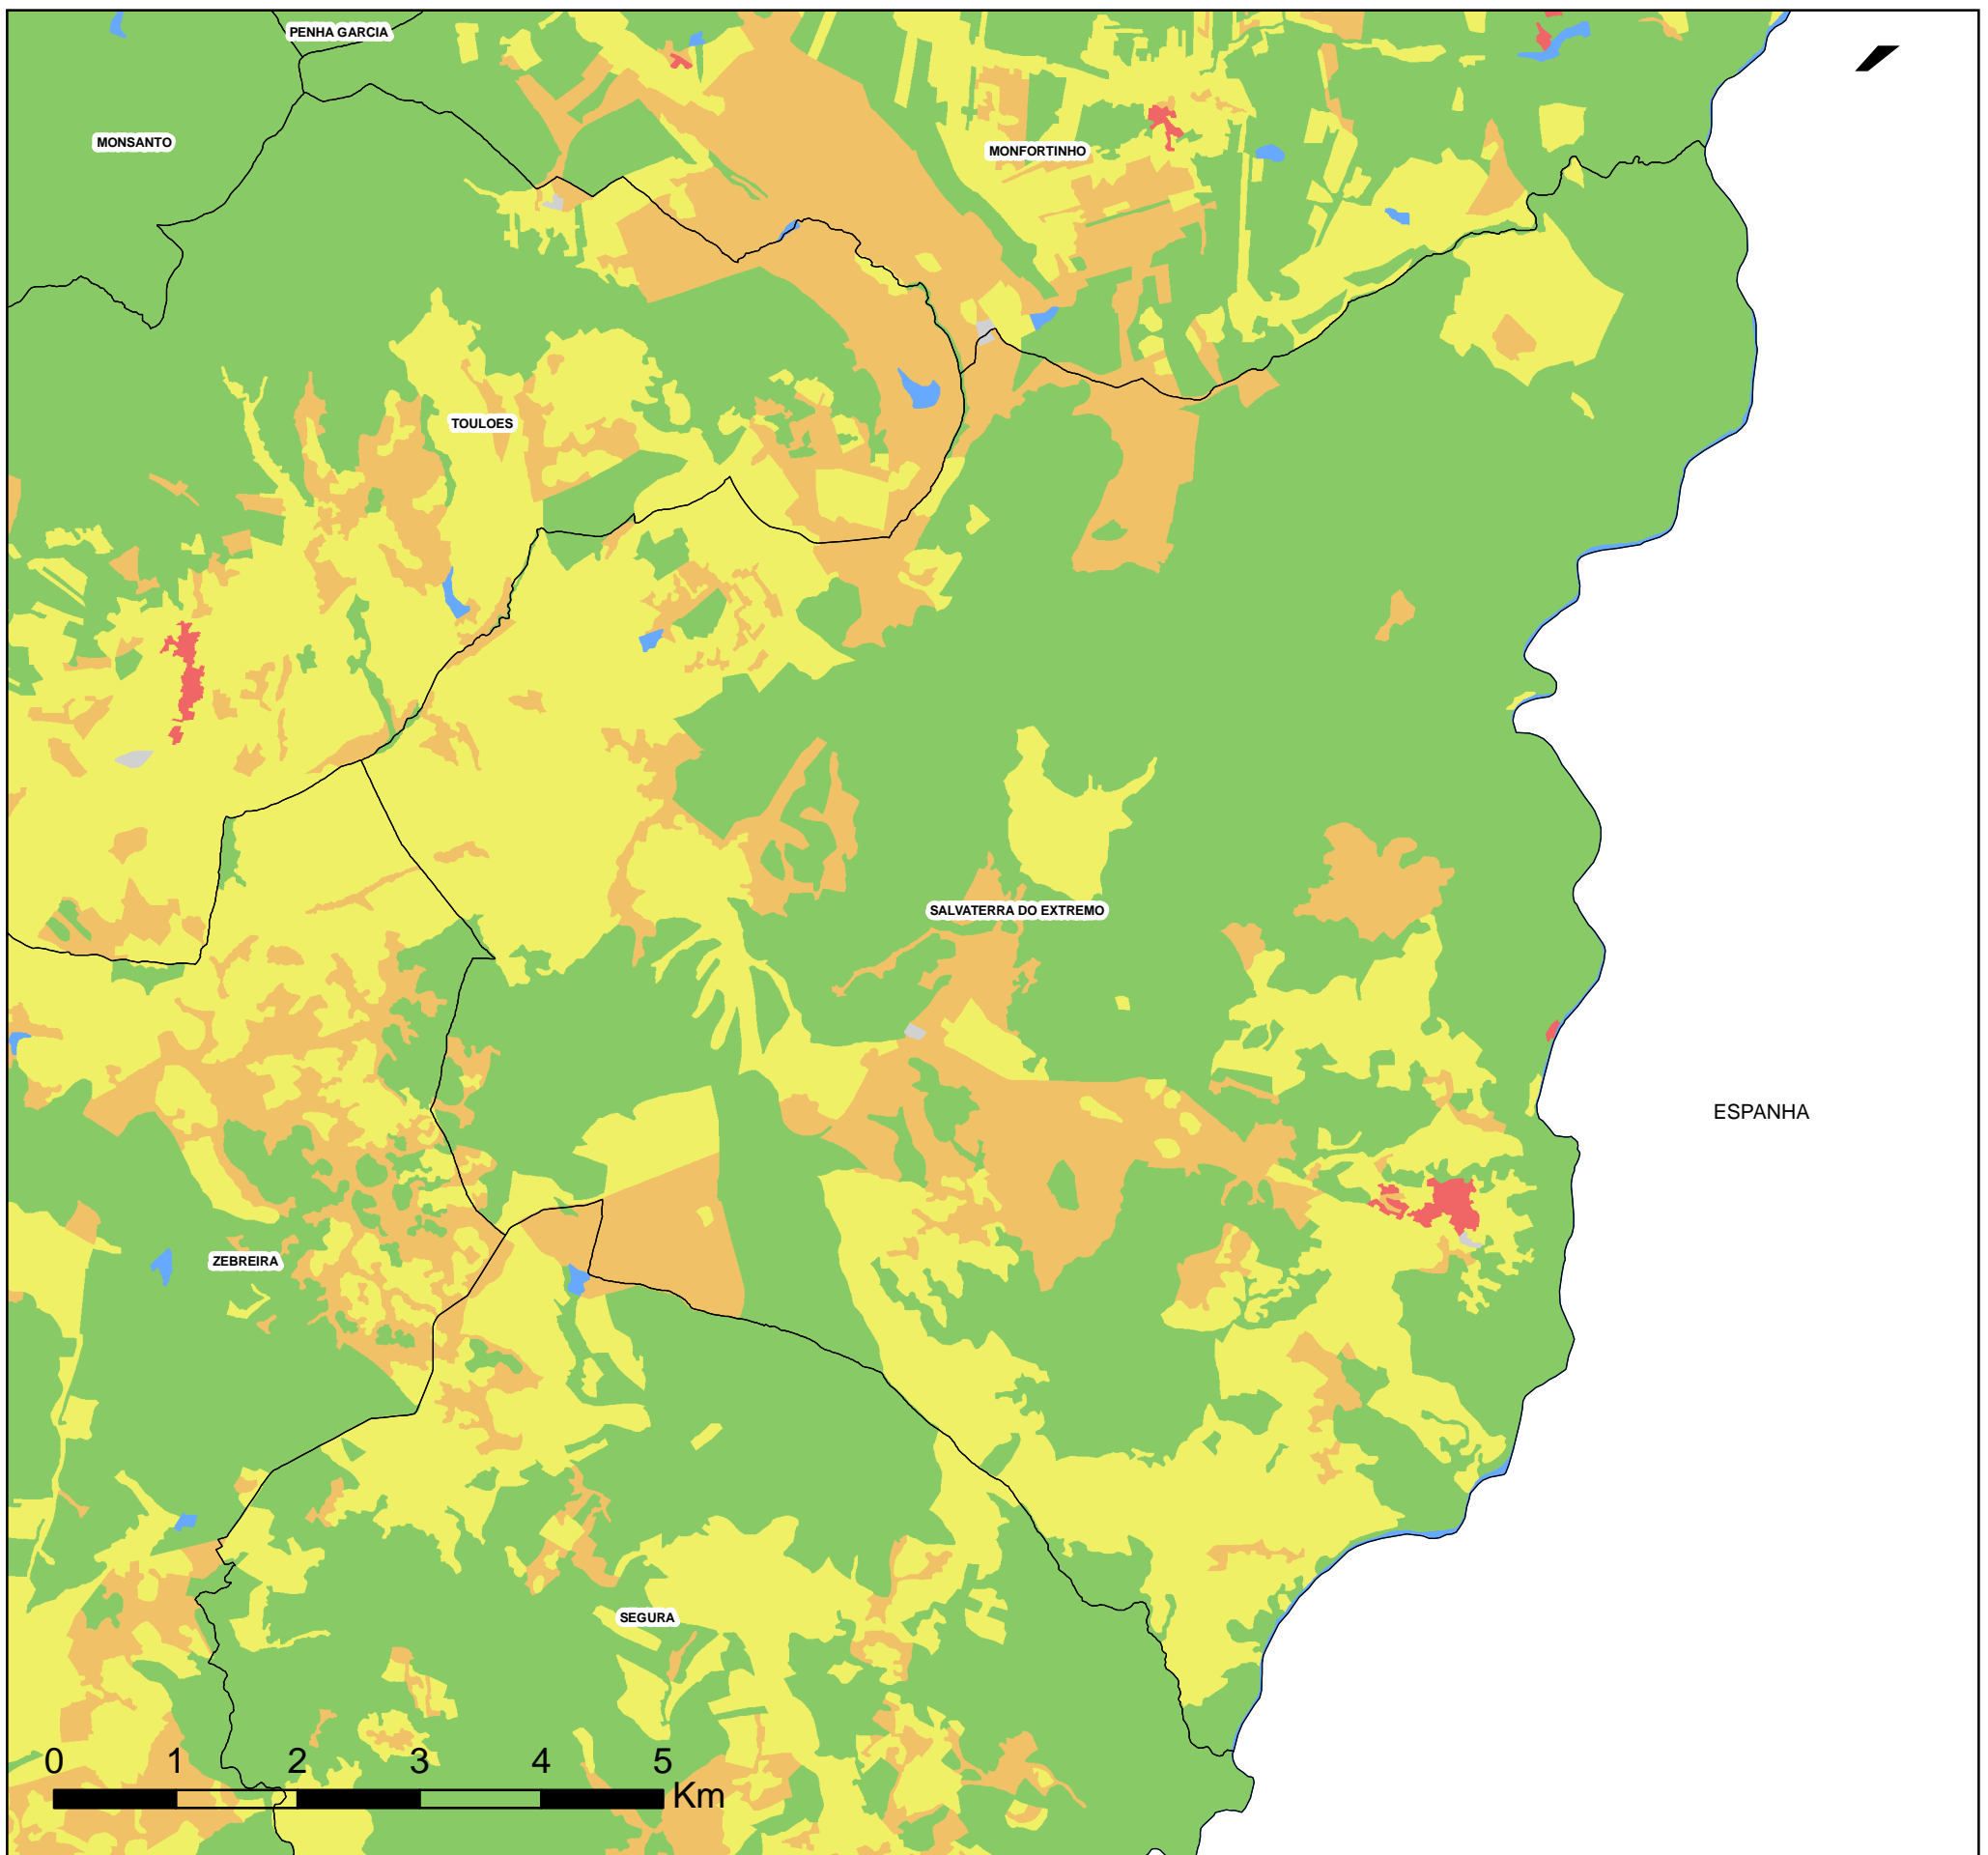 PENHA GARCIA
MONSANTO
MONFORTINHO
TOULOES
SALVATERRA DO EXTREMO
ESPANHA
ZEBREIRA
SEGURA
0 1 2 3 4 5
Km